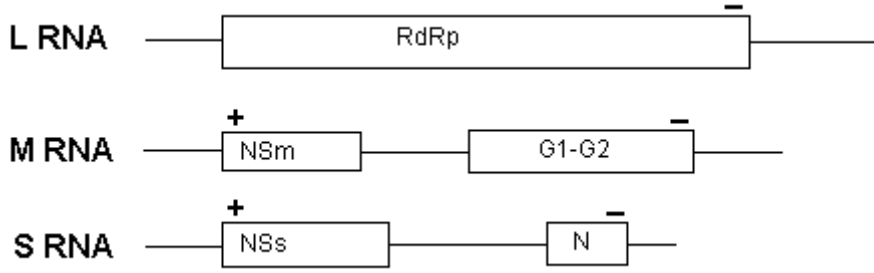 −
L RNA RdRp
+ −
M RNA NSm G1-G2
+ −
S RNA NSs N